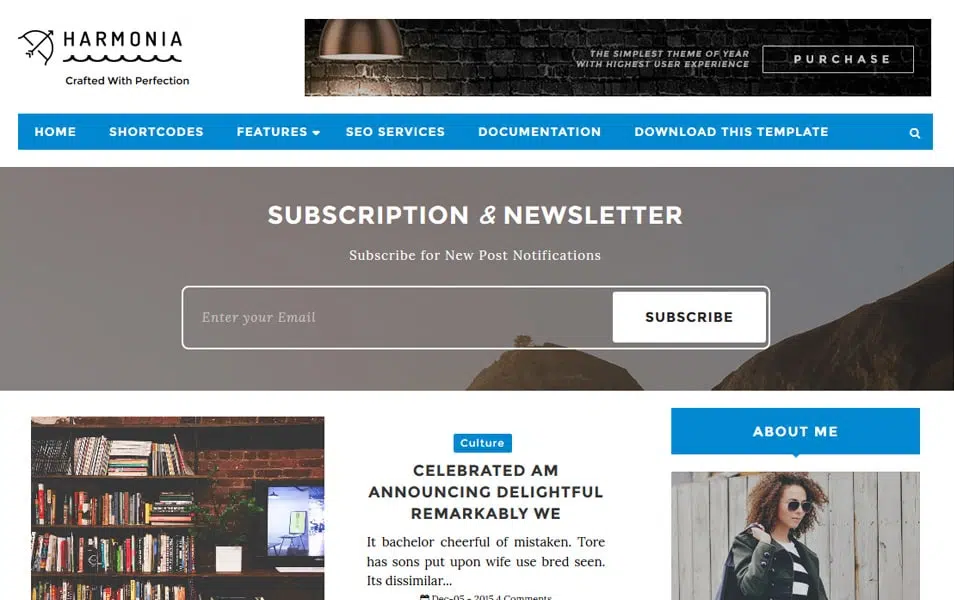 HARMONIA
Crafted With Perfection
THE SIMPLEST THEME OF YEAR
WITH HIGHEST USER EXPERIENCE
PURCHASE
HOME SHORTCODES FEATURES SEO SERVICES DOCUMENTATION DOWNLOAD THIS TEMPLATE
SUBSCRIPTION & NEWSLETTER
Subscribe for New Post Notifications
Enter your Email
SUBSCRIBE
Culture
CELEBRATED AM
ANNOUNCING DELIGHTFUL
REMARKABLY WE
It bachelor cheerful of mistaken. Tore
has sons put upon wife use bred seen.
Its dissimilar...
Dec-05 - 2015 4 Comments
ABOUT ME